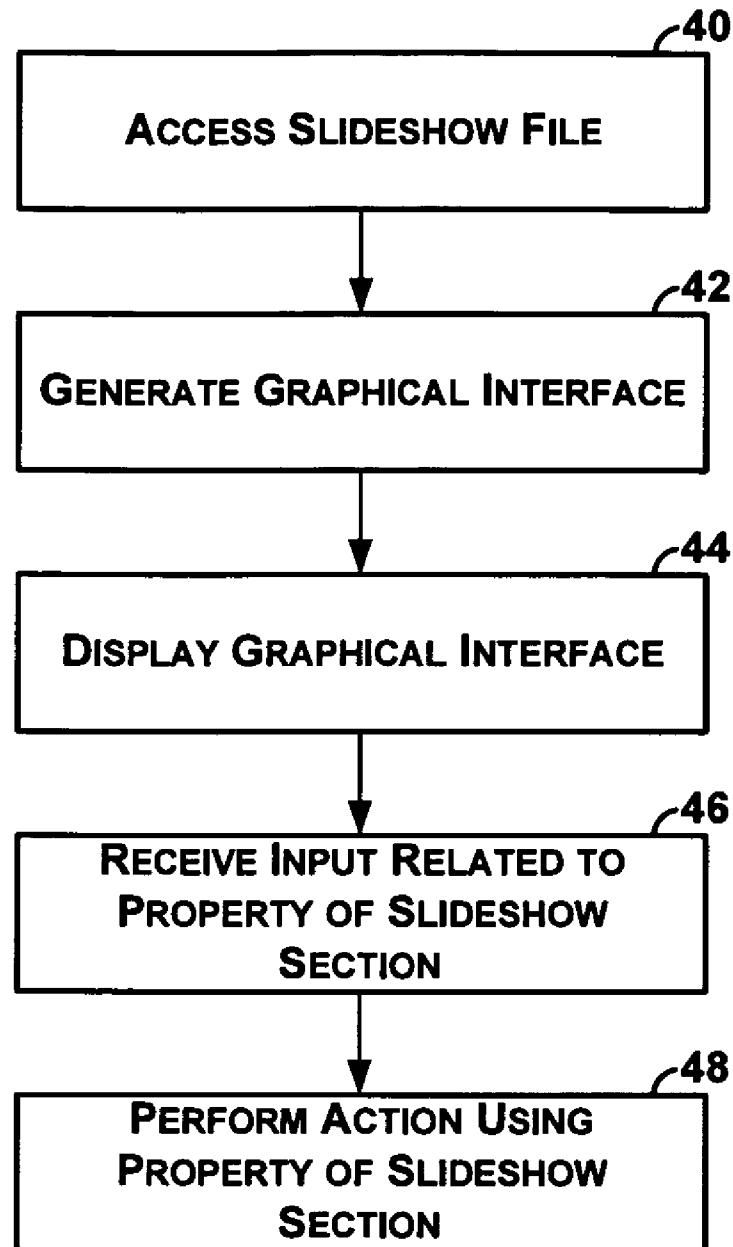 40
ACCESS SLIDESHOW FILE
42
GENERATE GRAPHICAL INTERFACE
44
DISPLAY GRAPHICAL INTERFACE
46
RECEIVE INPUT RELATED TO
PROPERTY OF SLIDESHOW
SECTION
48
PERFORM ACTION USING
PROPERTY OF SLIDESHOW
SECTION